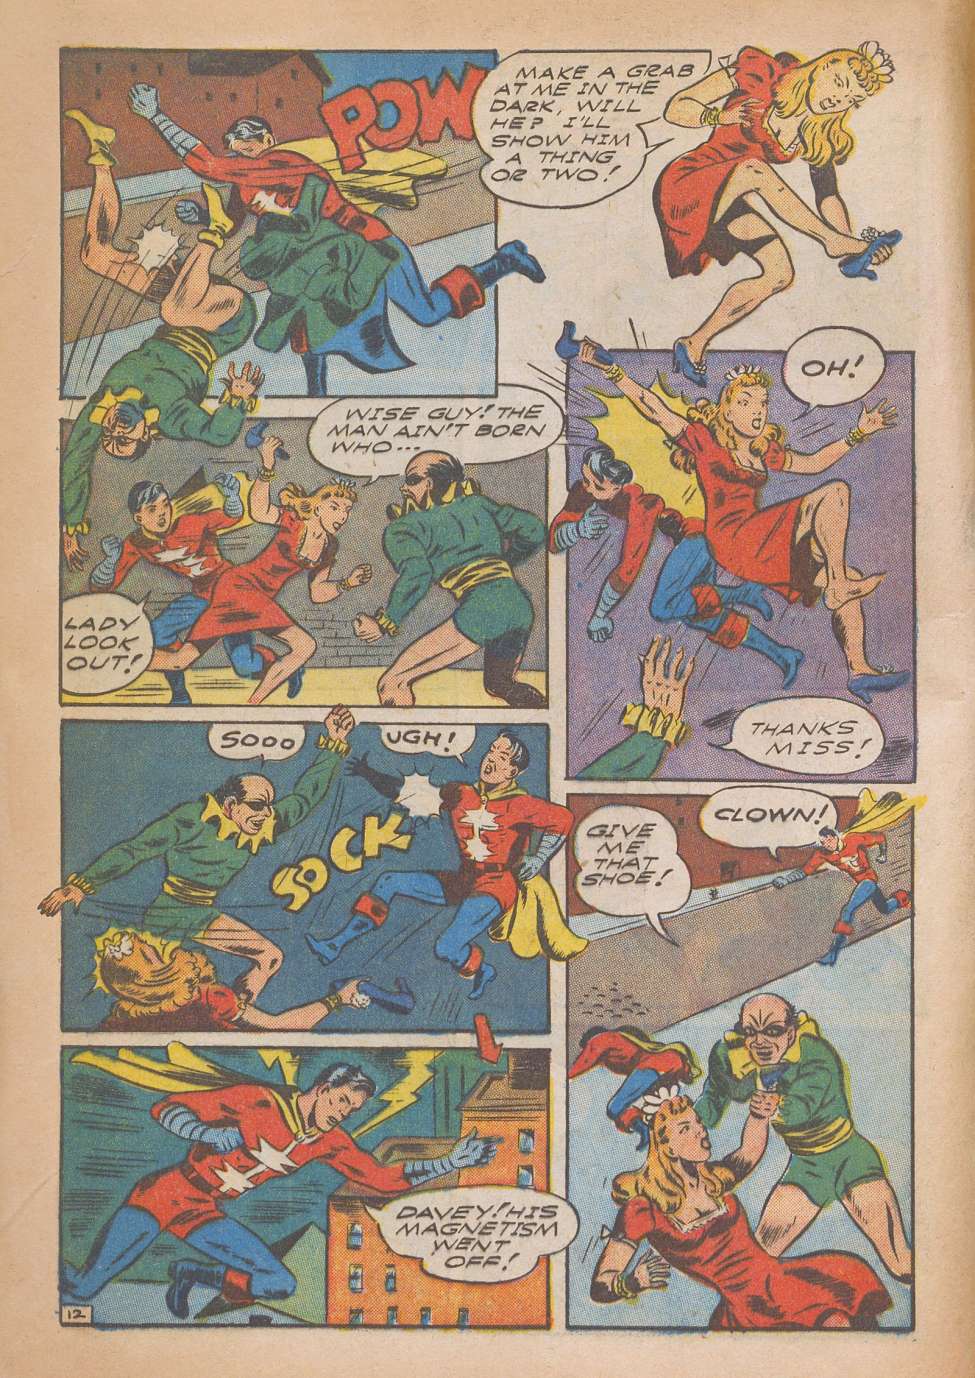 POW
MAKE A GRAB
AT ME IN THE
DARK, WILL
HE? I'LL
SHOW HIM
A THING
OR TWO!
WISE GUY! THE
MAN AIN'T BORN
WHO---
LADY
LOOK
OUT!
OH!
THANKS
MISS!
SOOO
UGH!
SOCK
GIVE
ME
THAT
SHOE!
CLOWN!
DAVEY! HIS
MAGNETISM
WENT
OFF!
12